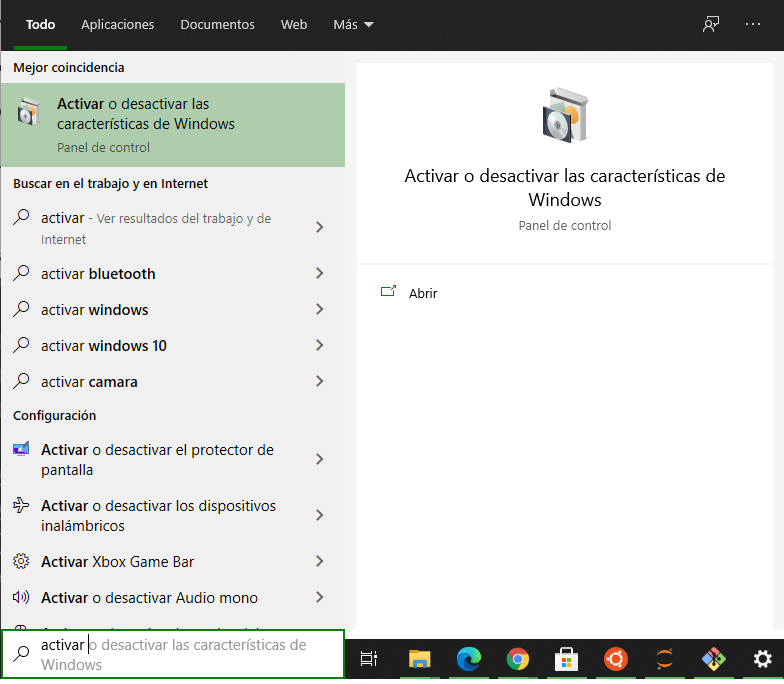 Todo Aplicaciones Documentos Web Más
Mejor coincidencia
Activar o desactivar las
características de Windows
Panel de control
Buscar en el trabajo y en Internet
activar - Ver resultados del trabajo y de
Internet
activar bluetooth
activar windows
activar windows 10
activar camara
Configuración
Activar o desactivar el protector de
pantalla
Activar o desactivar los dispositivos
inalámbricos
Activar Xbox Game Bar
Activar o desactivar Audio mono
activar o desactivar las características de
Windows
Activar o desactivar las características de
Windows
Panel de control
Abrir